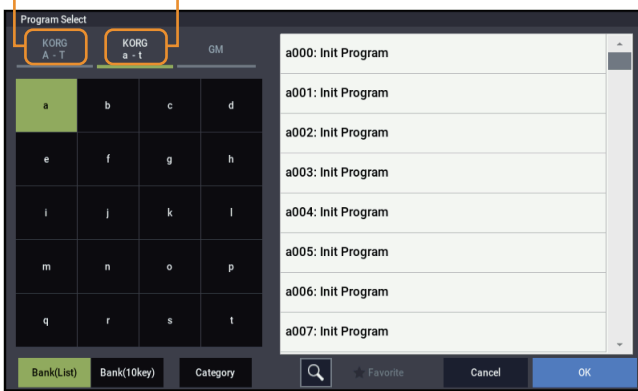 Program Select
KORG
A - T
KORG
a - t
GM
a b c d
e f g h
i j k l
m n o p
q r s t
a000: Init Program
a001: Init Program
a002: Init Program
a003: Init Program
a004: Init Program
a005: Init Program
a006: Init Program
a007: Init Program
Bank(List) Bank(10key) Category Favorite Cancel OK